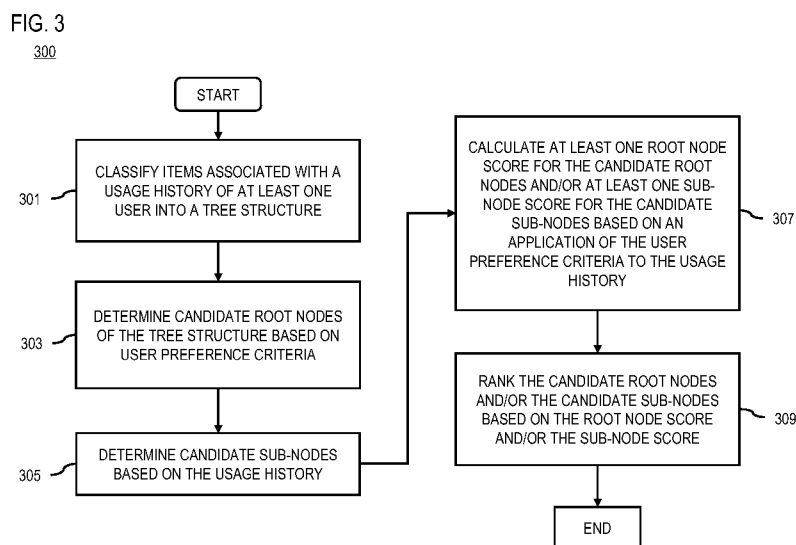 FIG. 3
300
START
301
CLASSIFY ITEMS ASSOCIATED WITH A
USAGE HISTORY OF AT LEAST ONE
USER INTO A TREE STRUCTURE
303
DETERMINE CANDIDATE ROOT NODES
OF THE TREE STRUCTURE BASED ON
USER PREFERENCE CRITERIA
305
DETERMINE CANDIDATE SUB-NODES
BASED ON THE USAGE HISTORY
CALCULATE AT LEAST ONE ROOT NODE
SCORE FOR THE CANDIDATE ROOT
NODES AND/OR AT LEAST ONE SUB-
NODE SCORE FOR THE CANDIDATE
SUB-NODES BASED ON AN
APPLICATION OF THE USER
PREFERENCE CRITERIA TO THE USAGE
HISTORY
307
RANK THE CANDIDATE ROOT NODES
AND/OR THE CANDIDATE SUB-NODES
BASED ON THE ROOT NODE SCORE
AND/OR THE SUB-NODE SCORE
309
END